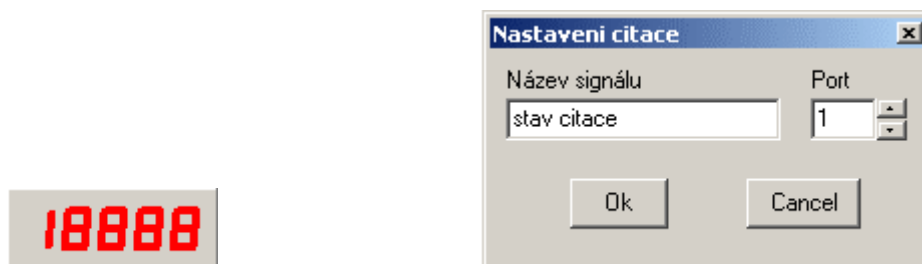 18888
Nastaveni citace
Název signálu Port
stav citace 1
Ok Cancel